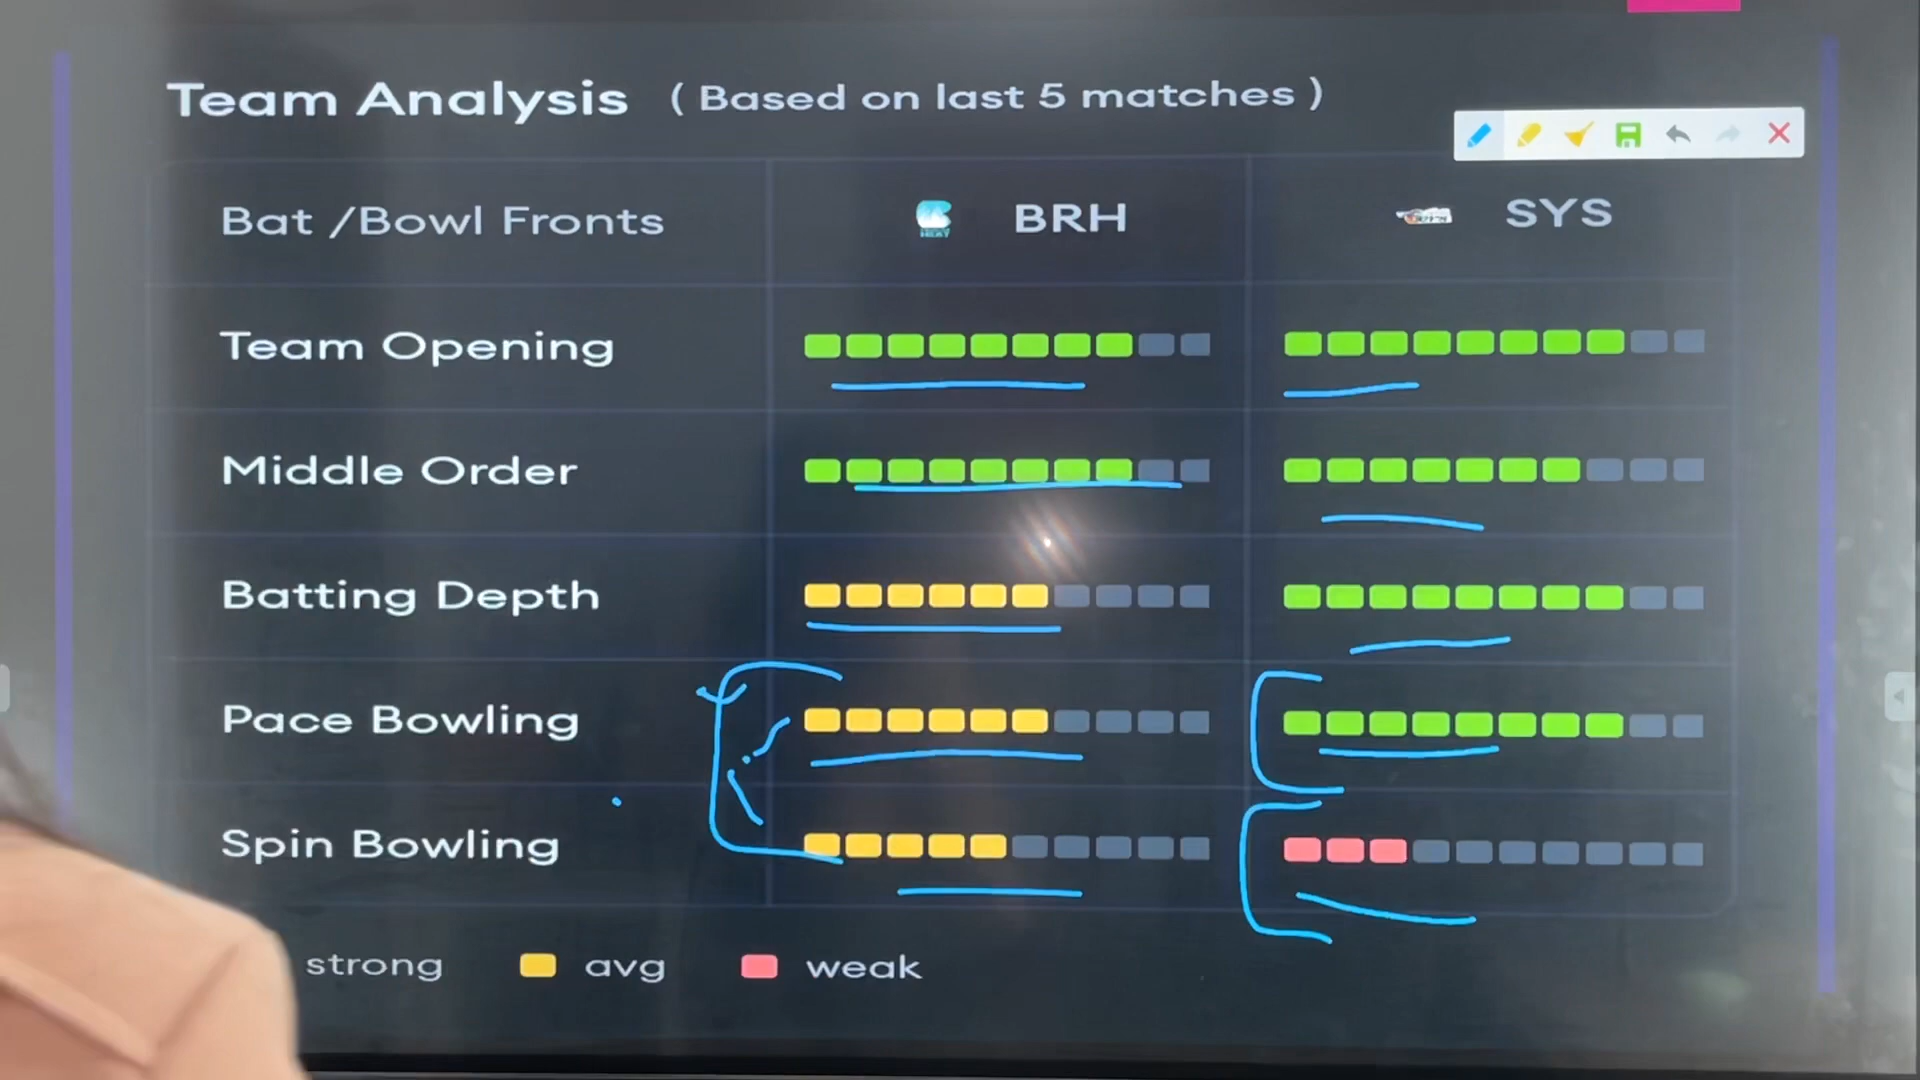 Team Analysis ( Based on last 5 matches )
Bat /Bowl Fronts BRH SYS
Team Opening
Middle Order
Batting Depth
Pace Bowling
Spin Bowling
strong avg weak